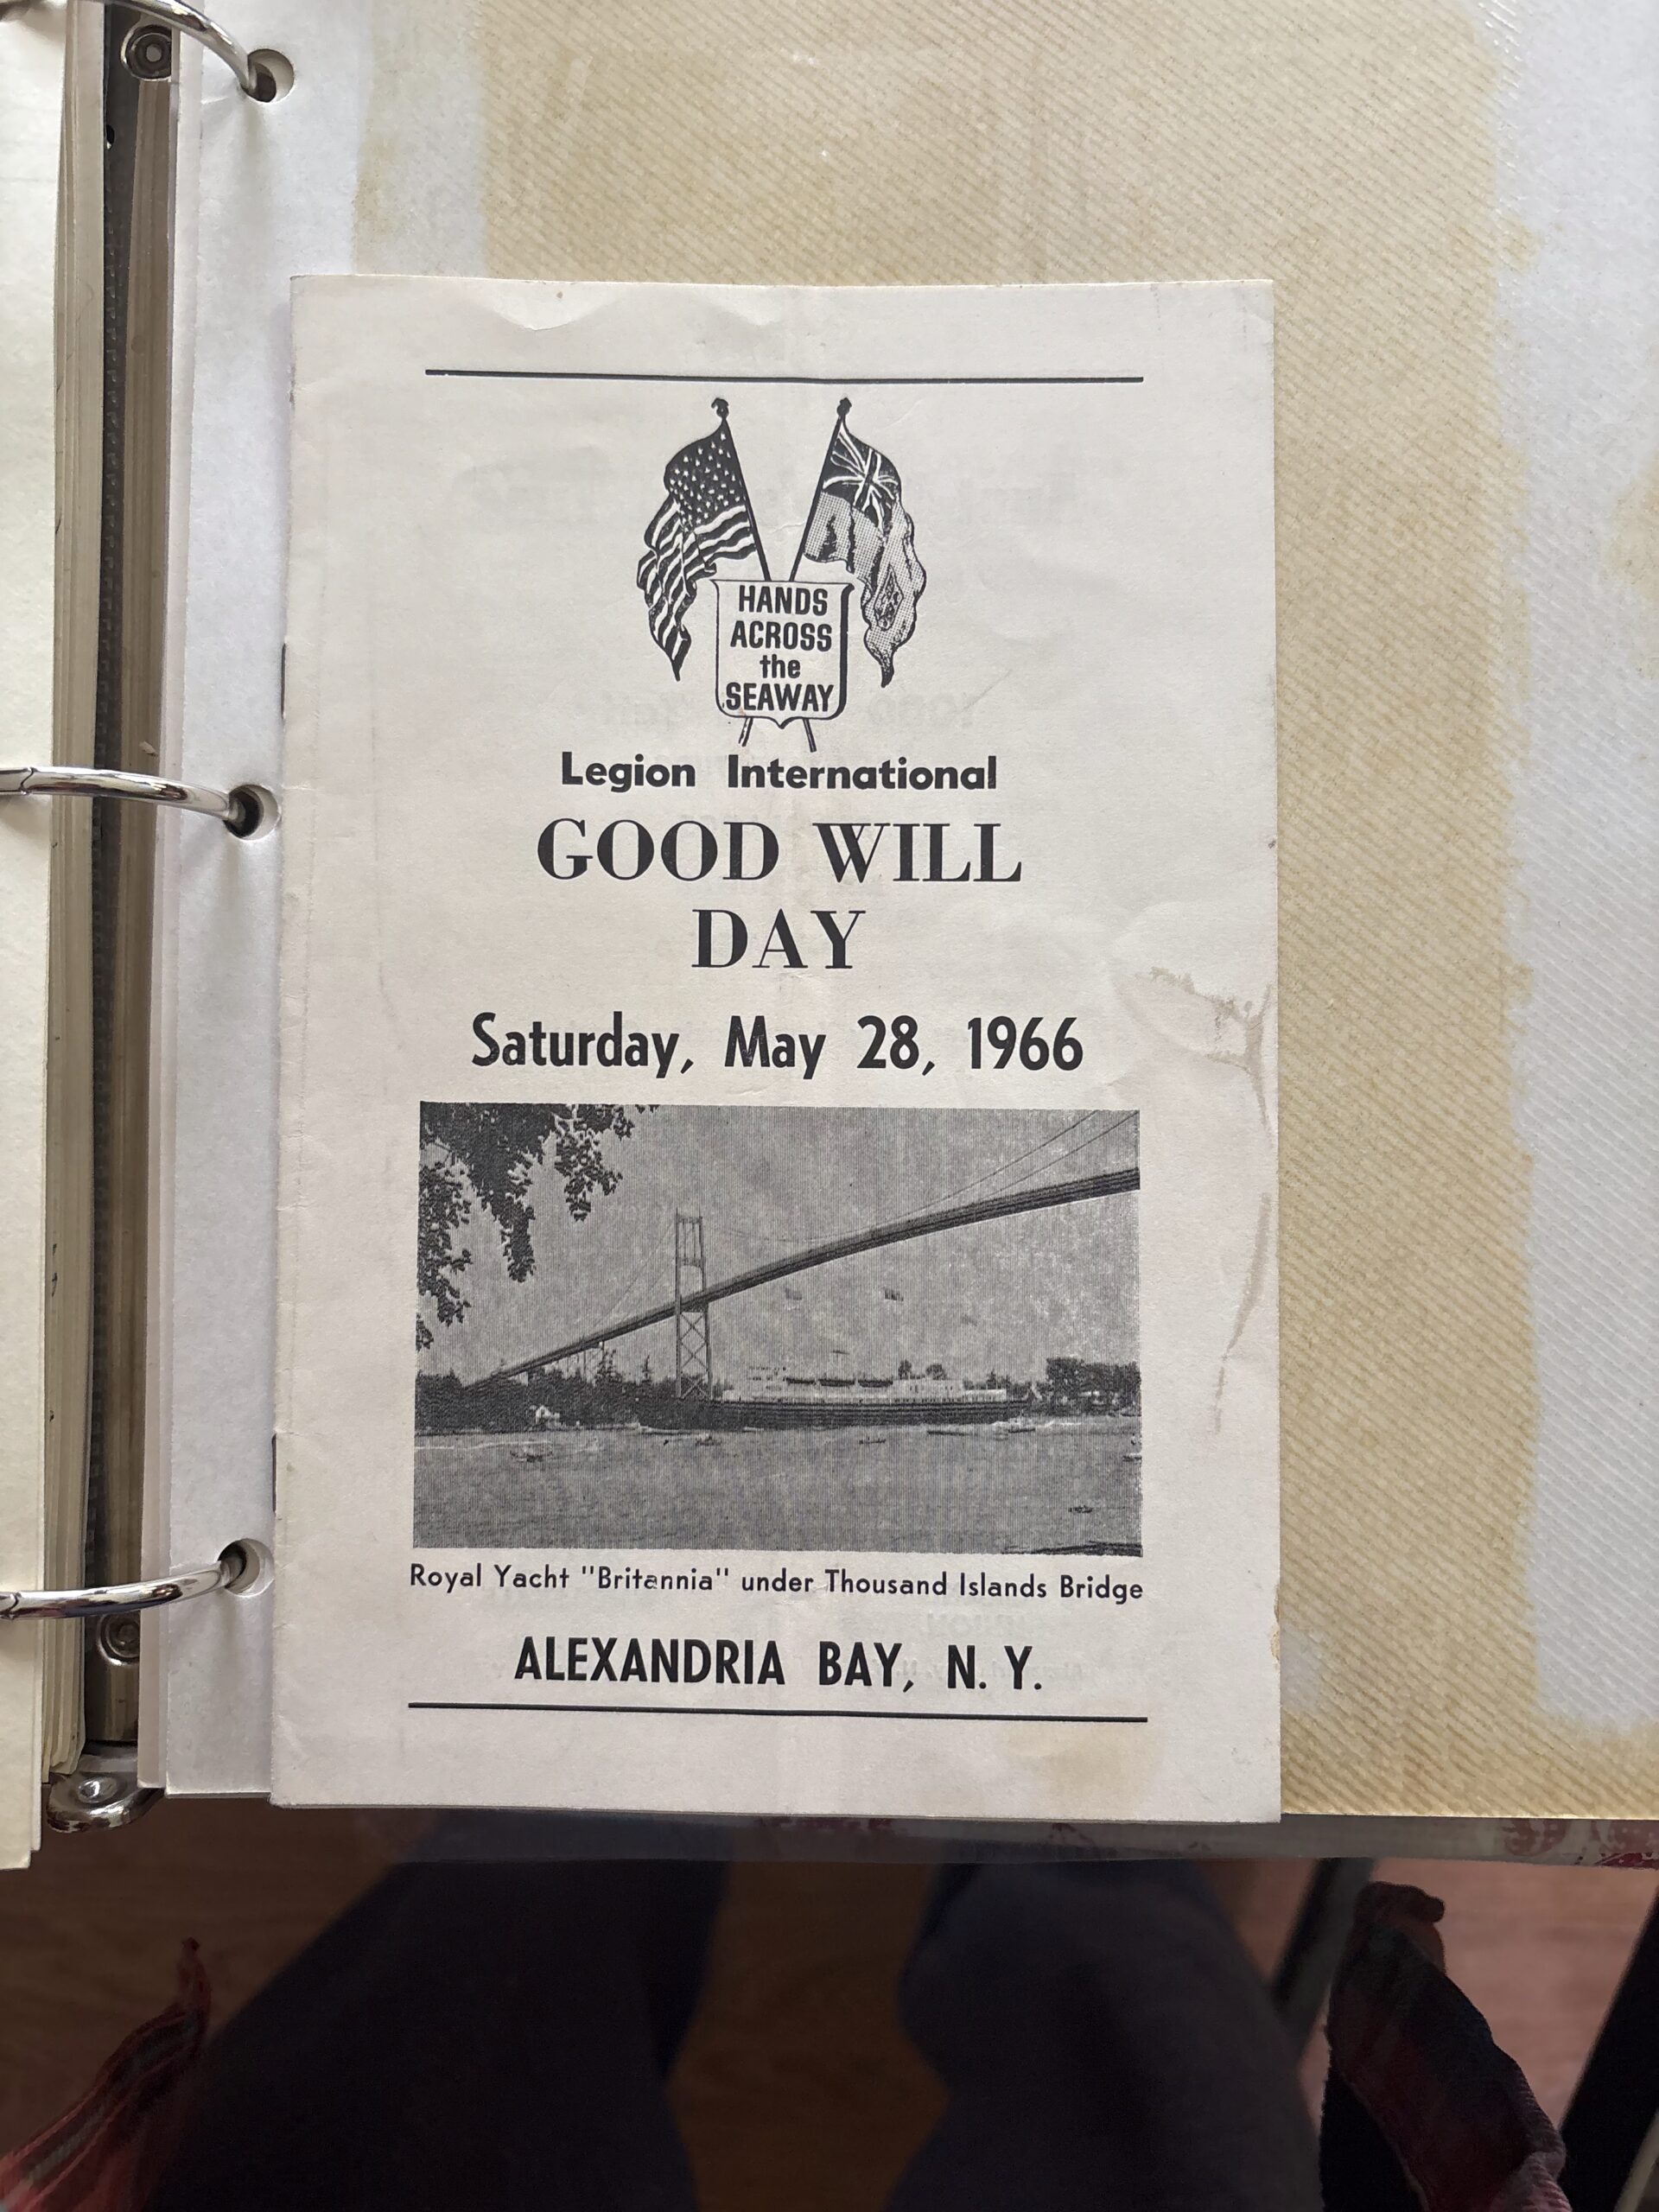 HANDS
ACROSS
the
SEAWAY
Legion International
GOOD WILL
DAY
Saturday, May 28, 1966
Royal Yacht "Britannia" under Thousand Islands Bridge
ALEXANDRIA BAY, N. Y.